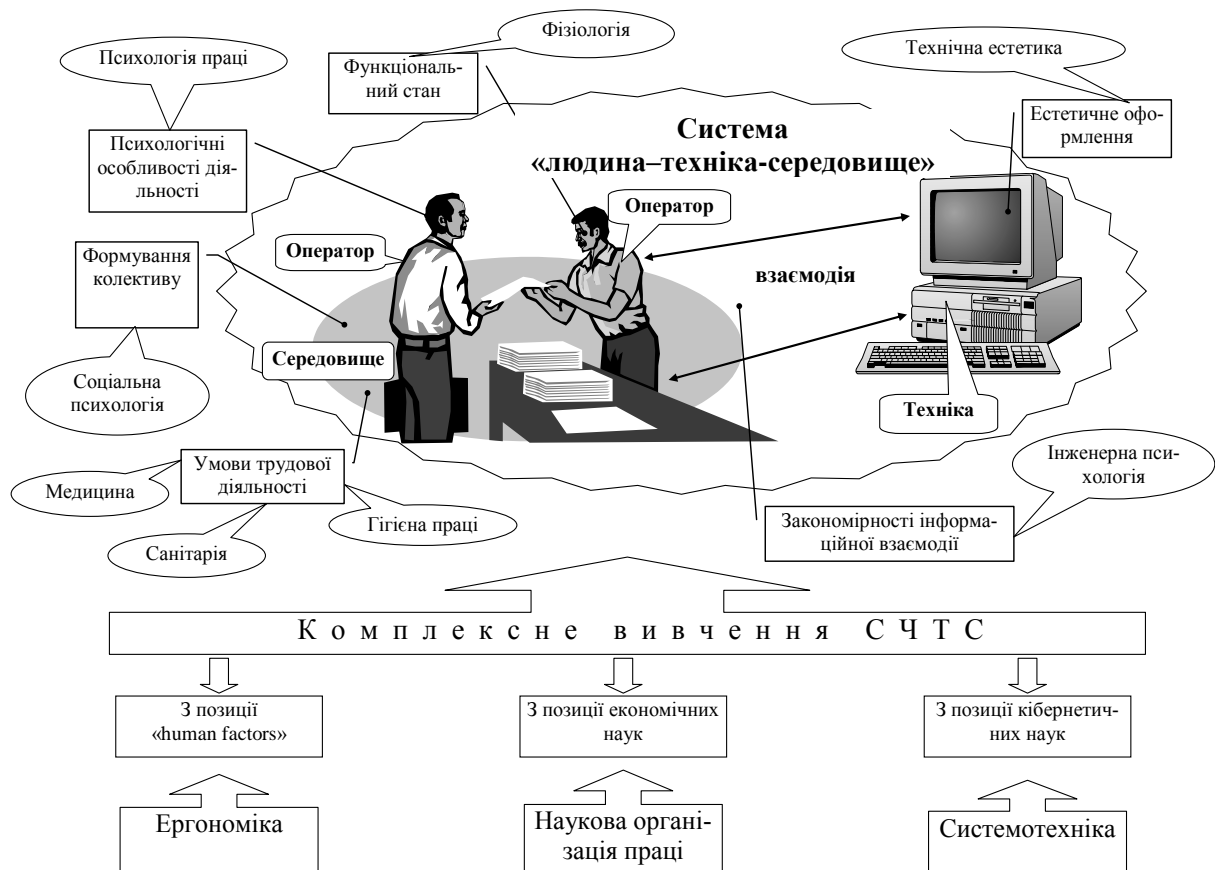 Фізіологія
Психологія праці
Технічна естетика
Функціональ-
ний стан
Естетичне офо-
рмлення
Система
«людина–техніка-середовище»
Психологічні
особливості дія-
льності
Оператор
Оператор
Формування
колективу
взаємодія
Середовище
Соціальна
психологія
Техніка
Умови трудової
діяльності
Інженерна пси-
хологія
Медицина
Гігієна праці
Закономірності інформа-
ційної взаємодії
Санітарія
Комплексне вивчення СЧТС
З позиції
«human factors»
З позиції економічних
наук
З позиції кібернетич-
них наук
Ергономіка
Наукова органі-
зація праці
Системотехніка